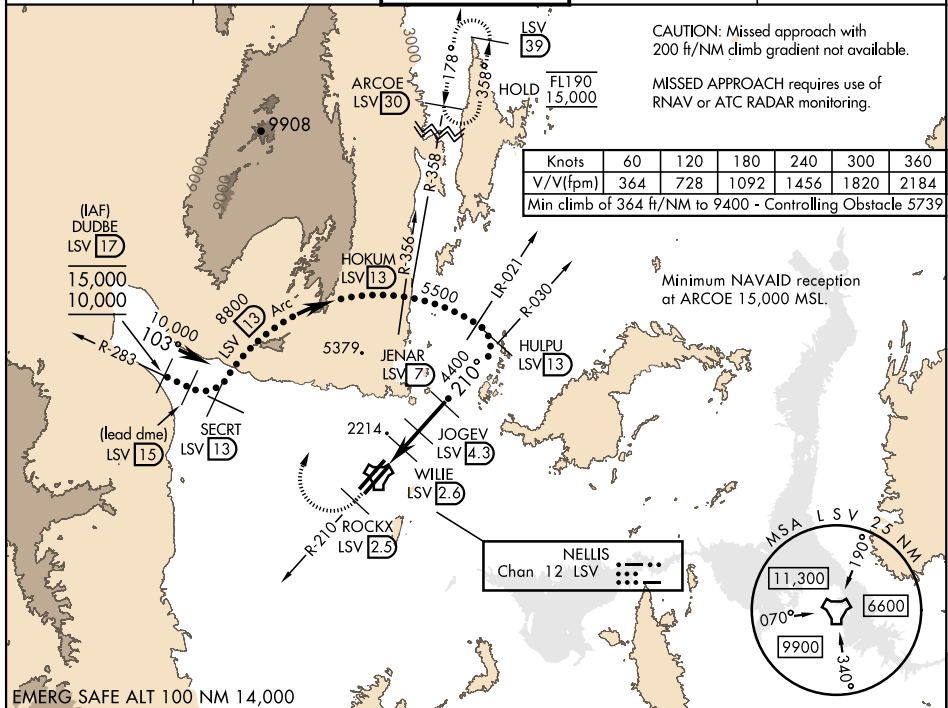 LSV
39
CAUTION: Missed approach with
200 ft/NM climb gradient not available.
MISSED APPROACH requires use of
RNAV or ATC RADAR monitoring.
3000
178°
358°
ARCOE
LSV 30
HOLD
FL190
15,000
9908
6000
9000
R-358
Knots 60 120 180 240 300 360
V/V(fpm) 364 728 1092 1456 1820 2184
Min climb of 364 ft/NM to 9400 - Controlling Obstacle 5739
(IAF)
DUDBE
LSV 17
15,000
10,000
R-356
LR-021
R-030
HOKUM
LSV 13
Minimum NAVAID reception
at ARCOE 15,000 MSL.
8800
LSV 13 Arc
5500
10,000
103°
R-283
5379
JENAR
LSV 7
4400
210°
HULPU
LSV 13
(lead dme)
LSV 15
SECRT
LSV 13
2214
JOGEV
LSV 4.3
WILIE
LSV 2.6
R-210
ROCKX
LSV 2.5
NELLIS
Chan 12 LSV
MSA LSV 25 NM
190°
11,300
070°
6600
9900
340°
EMERG SAFE ALT 100 NM 14,000